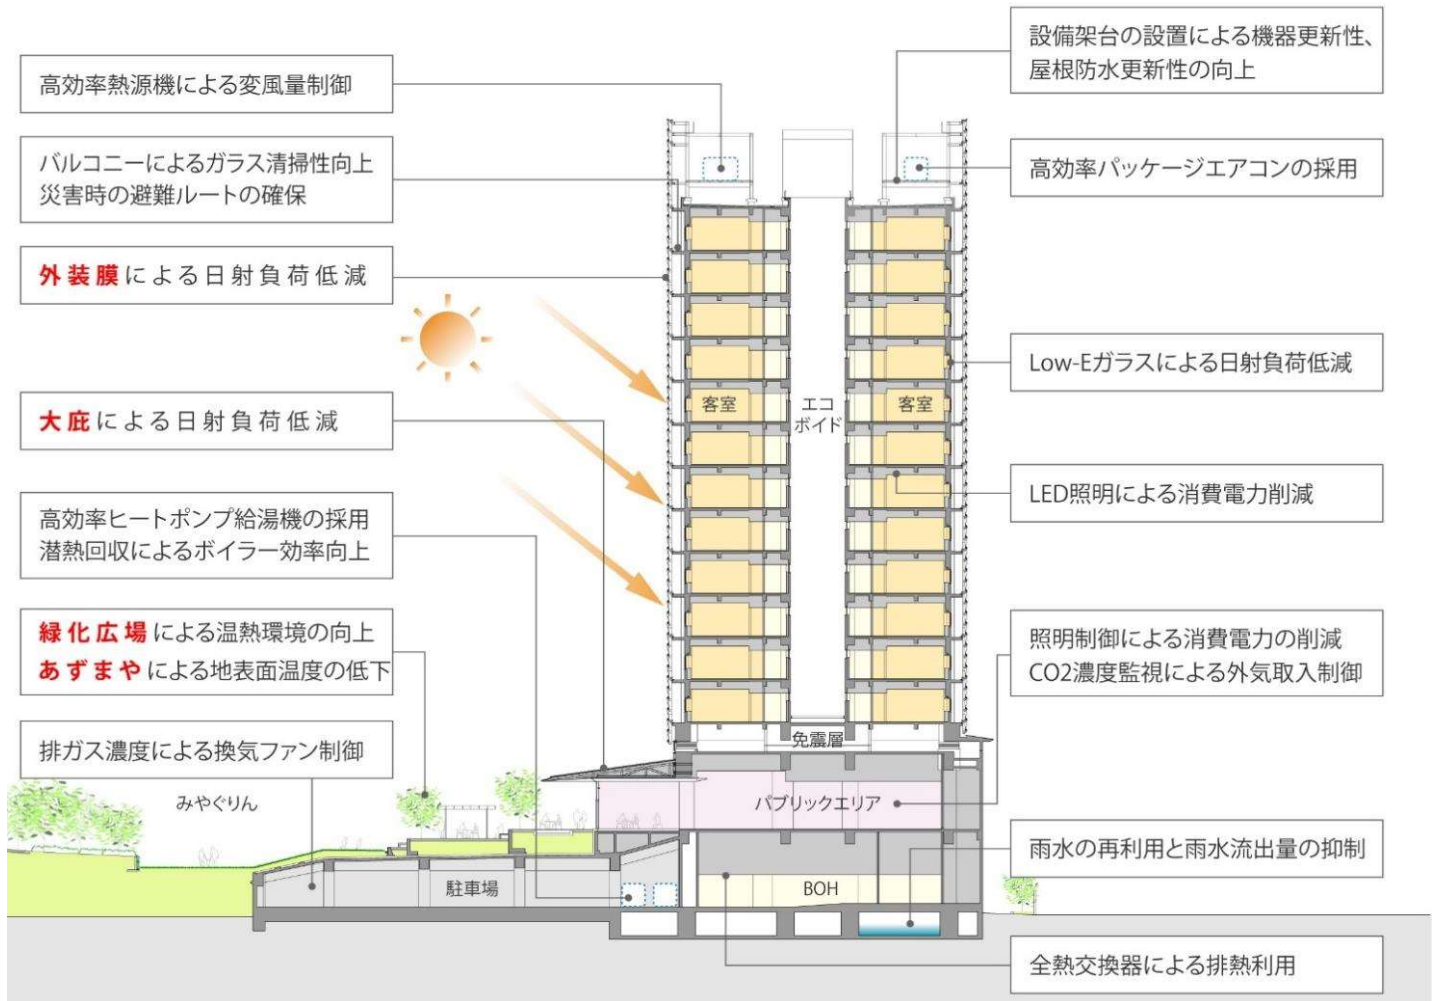 高効率熱源機による変風量制御
バルコニーによるガラス清掃性向上
災害時の避難ルートの確保
外装膜による日射負荷低減
大庇による日射負荷低減
高効率ヒートポンプ給湯機の採用
潜熱回収によるボイラー効率向上
緑化広場による温熱環境の向上
あずまやによる地表面温度の低下
排ガス濃度による換気ファン制御
みやぐりん
駐車場
客室
エコ
ボイド
客室
免震層
パブリックエリア
BOH
設備架台の設置による機器更新性、
屋根防水更新性の向上
高効率パッケージエアコンの採用
Low-Eガラスによる日射負荷低減
LED照明による消費電力削減
照明制御による消費電力の削減
CO2濃度監視による外気取入制御
雨水の再利用と雨水流出量の抑制
全熱交換器による排熱利用